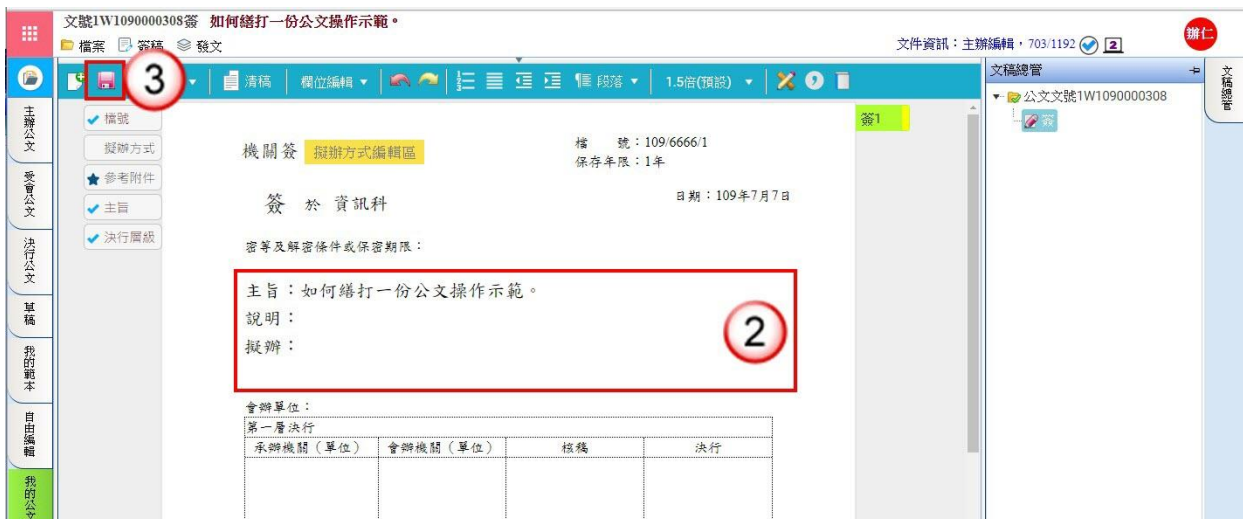 文號1W1090000308簽 如何繕打一份公文操作示範。
檔案 簽稿 發文
文件資訊：主辦編輯，703/1192 2
辦仁
3
清稿 欄位編輯 段落 1.5倍(預設)
文稿總管
公文文號1W1090000308
簽
文稿總管
主辦公文
受會公文
決行公文
草稿
我的範本
自由編輯
我的公文
檔號
擬辦方式
參考附件
主旨
決行層級
簽1
機關簽 擬辦方式編輯區
檔 號：109/6666/1
保存年限：1年
簽 於 資訊科
日期：109年7月7日
密等及解密條件或保密期限：
主旨：如何繕打一份公文操作示範。
說明：
擬辦：
2
會辦單位：
第一層決行
承辦機關（單位） 會辦機關（單位） 核稿 決行